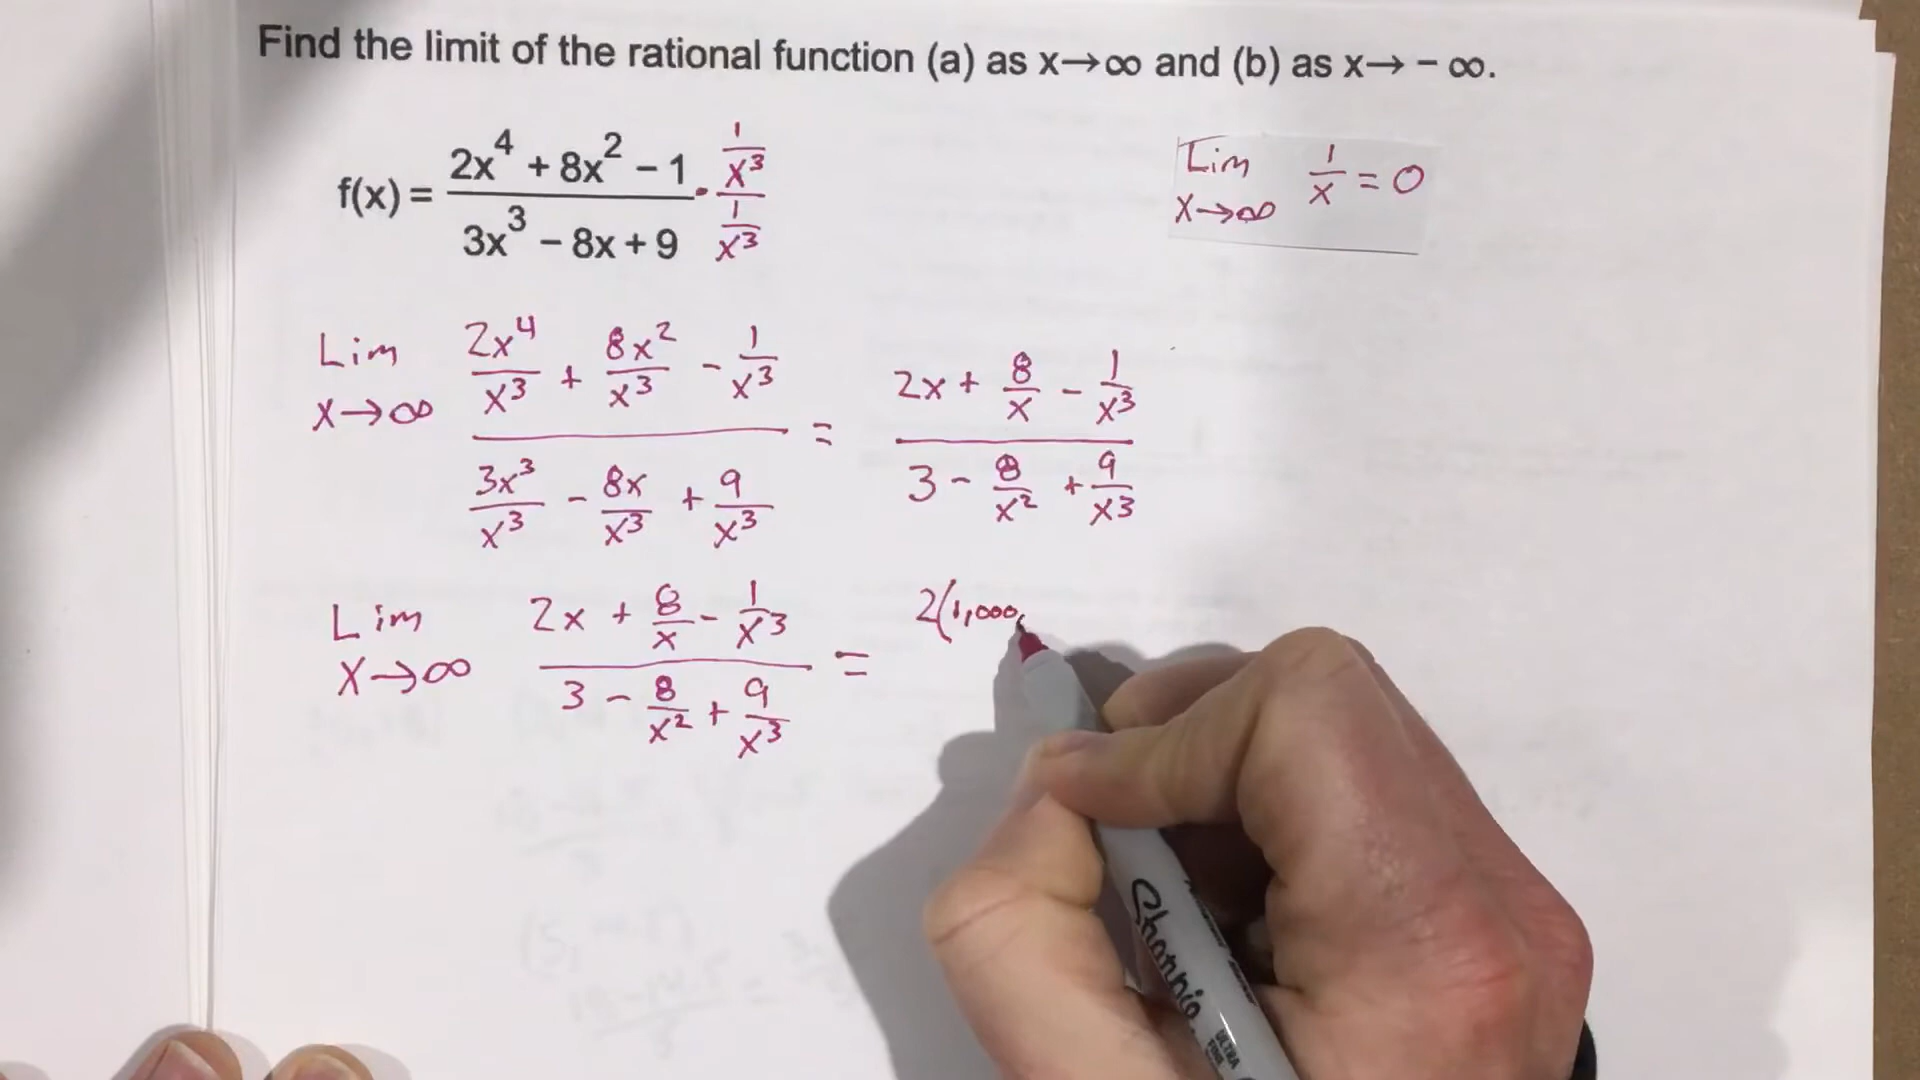 Find the limit of the rational function (a) as x→∞ and (b) as x→ - ∞.
f(x) = (2x⁴ + 8x² - 1)/(3x³ - 8x + 9) · (1/x³)/(1/x³)
Lim x→∞ 1/x = 0
Lim x→∞ (2x⁴/x³ + 8x²/x³ - 1/x³)/(3x³/x³ - 8x/x³ + 9/x³) = (2x + 8/x - 1/x³)/(3 - 8/x² + 9/x³)
Lim x→∞ (2x + 8/x - 1/x³)/(3 - 8/x² + 9/x³) = 2(1,000,
Sharpie
ULTRA
FINE